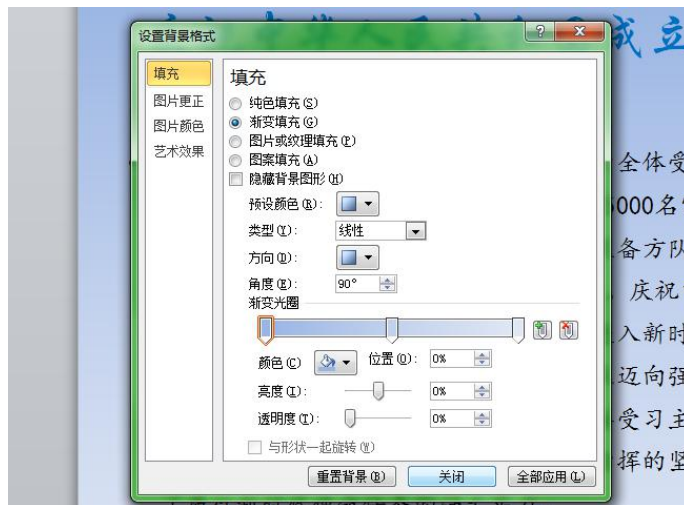 成立
设置背景格式
填充
图片更正
图片颜色
艺术效果
填充
纯色填充(S)
渐变填充(G)
图片或纹理填充(P)
图案填充(A)
隐藏背景图形(H)
预设颜色(R):
类型(Y): 线性
方向(D):
角度(E): 90°
渐变光圈
颜色(C) 位置(O): 0%
亮度(I): 0%
透明度(T): 0%
与形状一起旋转(W)
重置背景(B) 关闭 全部应用(L)
全体受
000名
备方队
庆祝
入新时
迈向强
受习主
挥的坚